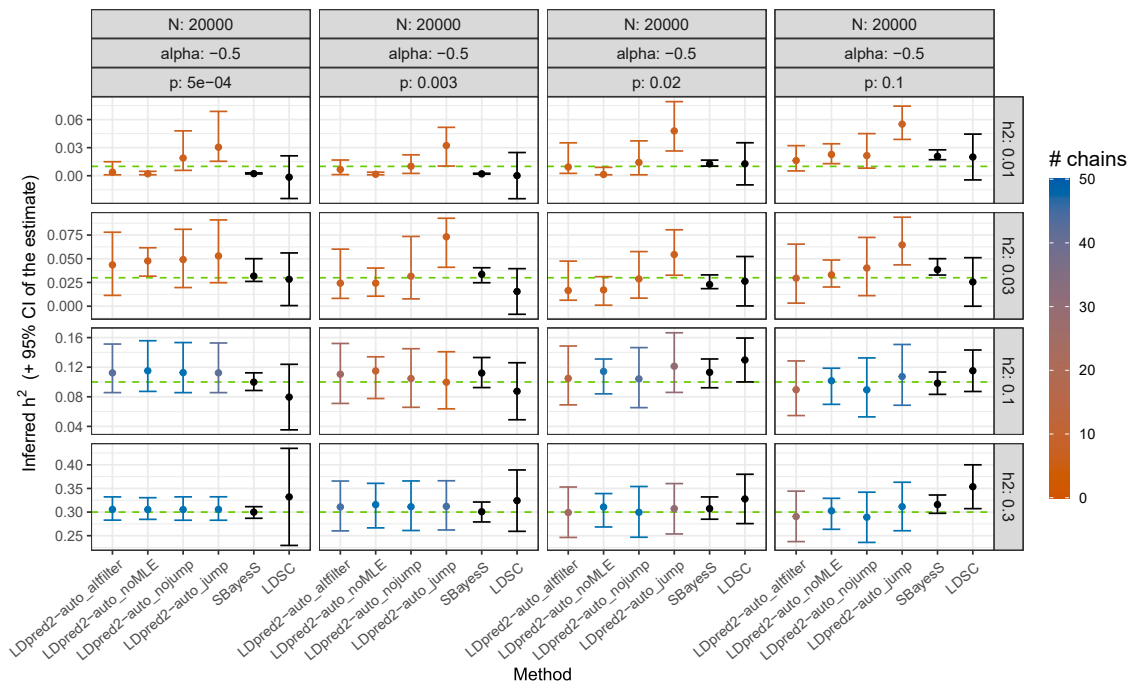 N: 20000
N: 20000
N: 20000
N: 20000
alpha: −0.5
alpha: −0.5
alpha: −0.5
alpha: −0.5
p: 5e−04
p: 0.003
p: 0.02
p: 0.1
Inferred h2 (+ 95% CI of the estimate)
0.06
0.03
0.00
h2: 0.01
0.075
0.050
0.025
0.000
h2: 0.03
0.16
0.12
0.08
0.04
h2: 0.1
0.40
0.35
0.30
0.25
h2: 0.3
LDpred2−auto_altfilter
LDpred2−auto_noMLE
LDpred2−auto_nojump
LDpred2−auto_jump
SBayesS
LDSC
LDpred2−auto_altfilter
LDpred2−auto_noMLE
LDpred2−auto_nojump
LDpred2−auto_jump
SBayesS
LDSC
LDpred2−auto_altfilter
LDpred2−auto_noMLE
LDpred2−auto_nojump
LDpred2−auto_jump
SBayesS
LDSC
LDpred2−auto_altfilter
LDpred2−auto_noMLE
LDpred2−auto_nojump
LDpred2−auto_jump
SBayesS
LDSC
Method
# chains
50
40
30
20
10
0